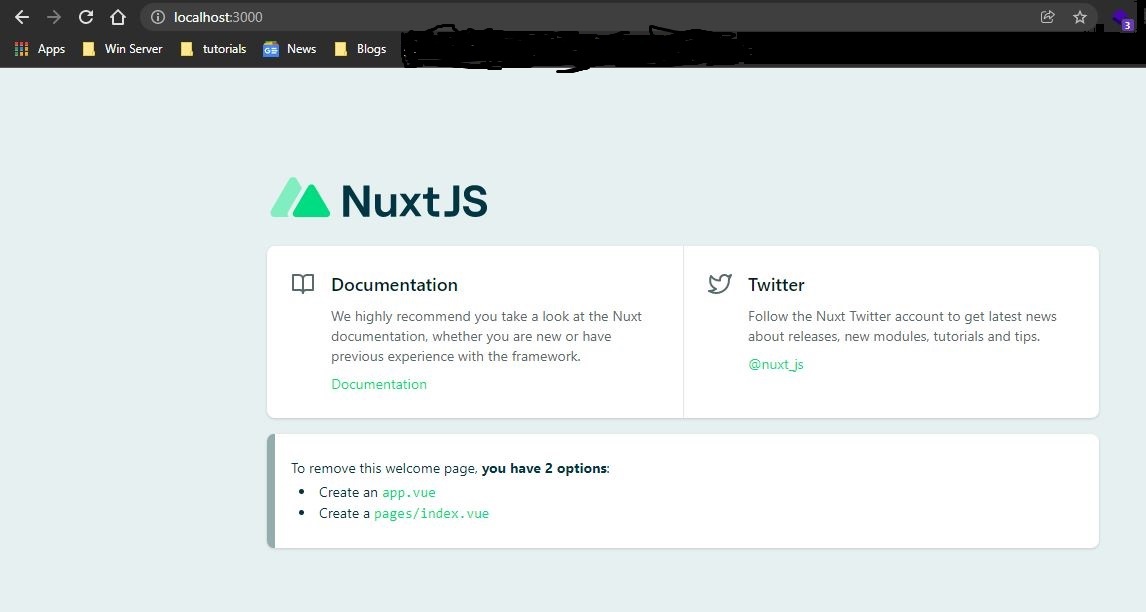 localhost:3000
3
Apps Win Server tutorials News Blogs
NuxtJS
Documentation
We highly recommend you take a look at the Nuxt
documentation, whether you are new or have
previous experience with the framework.
Documentation
Twitter
Follow the Nuxt Twitter account to get latest news
about releases, new modules, tutorials and tips.
@nuxt_js
To remove this welcome page, you have 2 options:
• Create an app.vue
• Create a pages/index.vue